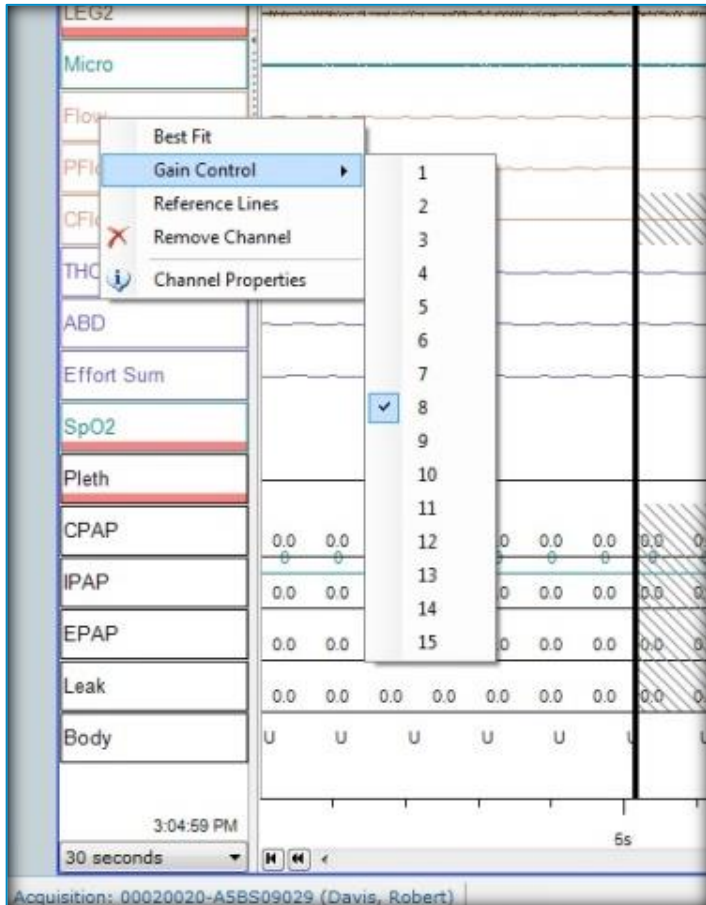 LEG2
Micro
Flow
Best Fit
Gain Control
Reference Lines
Remove Channel
Channel Properties
1
2
3
4
5
6
7
8
9
10
11
12
13
14
15
ABD
Effort Sum
SpO2
Pleth
CPAP
0.0 0.0 0.0 0.0 0.0
0 0 0 0 0
IPAP
0.0 0.0 0.0 0.0 0.0
EPAP
0.0 0.0 0.0 0.0 0.0
Leak
0.0 0.0 0.0 0.0 0.0 0.0 0.0 0.0
Body
U U U U U
3:04:59 PM
5s
30 seconds
Acquisition: 00020020-A5BS09029 (Davis, Robert)